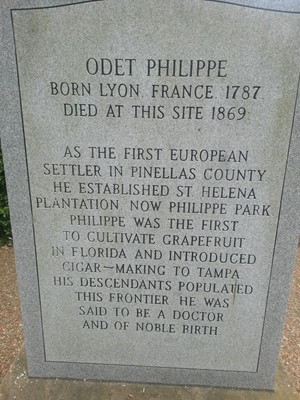 ODET PHILIPPE
BORN LYON, FRANCE, 1787.
DIED AT THIS SITE 1869.
AS THE FIRST EUROPEAN
SETTLER IN PINELLAS COUNTY
HE ESTABLISHED ST HELENA
PLANTATION, NOW PHILIPPE PARK
PHILIPPE WAS THE FIRST
TO CULTIVATE GRAPEFRUIT
IN FLORIDA AND INTRODUCED
CIGAR-MAKING TO TAMPA
HIS DESCENDANTS POPULATED
THIS FRONTIER. HE WAS
SAID TO BE A DOCTOR
AND OF NOBLE BIRTH